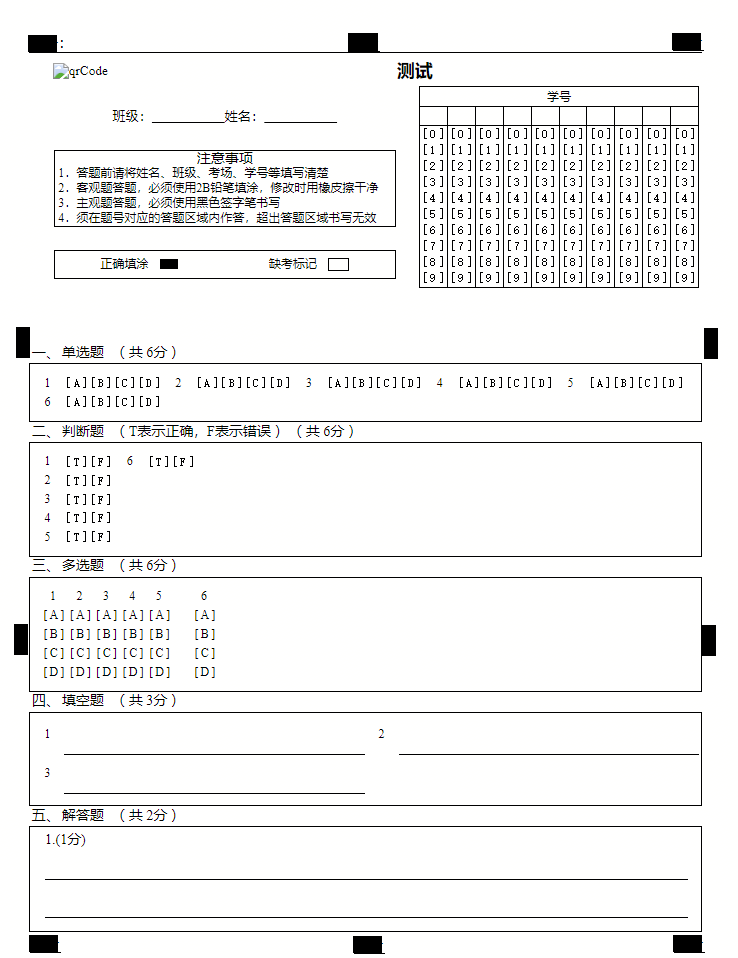 :
qrCode
测试
班级：姓名：
学号
注意事项
1．答题前请将姓名、班级、考场、学号等填写清楚
2．客观题答题，必须使用2B铅笔填涂，修改时用橡皮擦干净
3．主观题答题，必须使用黑色签字笔书写
4．须在题号对应的答题区域内作答，超出答题区域书写无效
正确填涂 缺考标记
[0] [0] [0] [0] [0] [0] [0] [0] [0] [0]
[1] [1] [1] [1] [1] [1] [1] [1] [1] [1]
[2] [2] [2] [2] [2] [2] [2] [2] [2] [2]
[3] [3] [3] [3] [3] [3] [3] [3] [3] [3]
[4] [4] [4] [4] [4] [4] [4] [4] [4] [4]
[5] [5] [5] [5] [5] [5] [5] [5] [5] [5]
[6] [6] [6] [6] [6] [6] [6] [6] [6] [6]
[7] [7] [7] [7] [7] [7] [7] [7] [7] [7]
[8] [8] [8] [8] [8] [8] [8] [8] [8] [8]
[9] [9] [9] [9] [9] [9] [9] [9] [9] [9]
一、 单选题 （ 共 6分）
1 [A][B][C][D] 2 [A][B][C][D] 3 [A][B][C][D] 4 [A][B][C][D] 5 [A][B][C][D]
6 [A][B][C][D]
二、 判断题 （ T表示正确，F表示错误） （ 共 6分）
1 [T][F] 6 [T][F]
2 [T][F]
3 [T][F]
4 [T][F]
5 [T][F]
三、 多选题 （ 共 6分）
1 2 3 4 5 6
[A] [A] [A] [A] [A] [A]
[B] [B] [B] [B] [B] [B]
[C] [C] [C] [C] [C] [C]
[D] [D] [D] [D] [D] [D]
四、 填空题 （ 共 3分）
1 2
3
五、 解答题 （ 共 2分）
1.(1分)